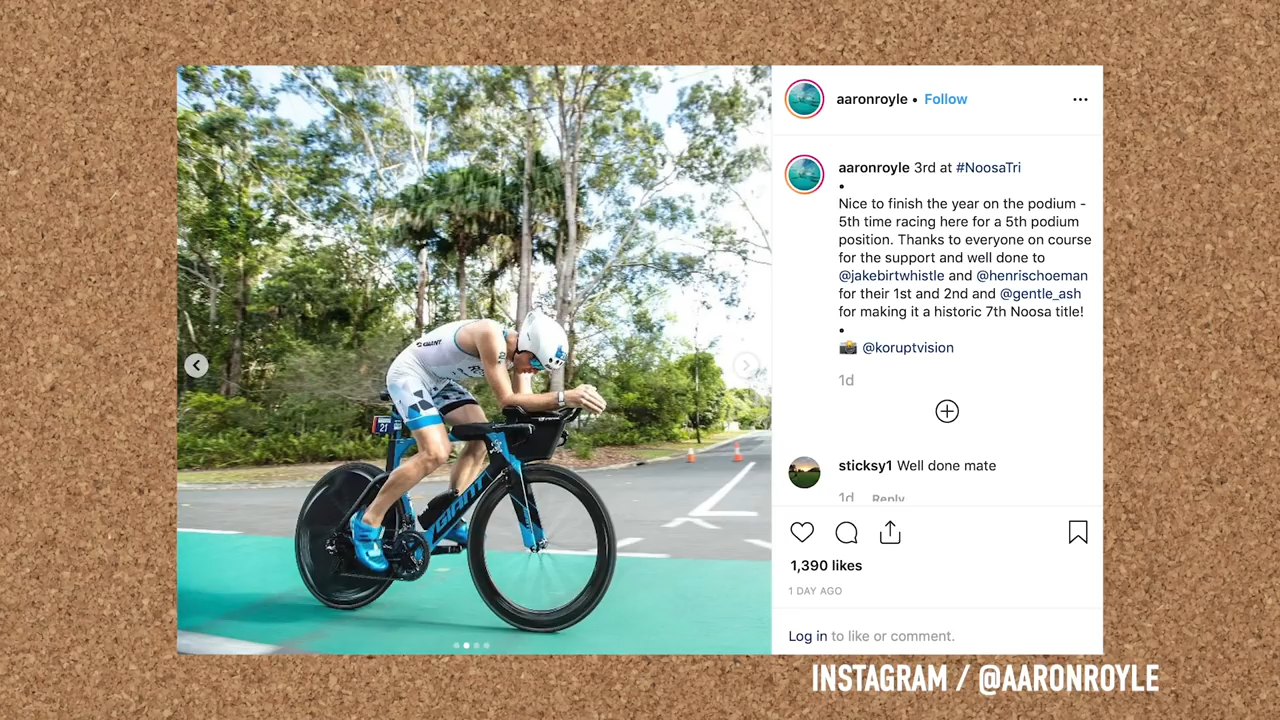 aaronroyle • Follow
aaronroyle 3rd at #NoosaTri
•
Nice to finish the year on the podium -
5th time racing here for a 5th podium
position. Thanks to everyone on course
for the support and well done to
@jakebirtwhistle and @henrischoeman
for their 1st and 2nd and @gentle_ash
for making it a historic 7th Noosa title!
•
📸 @koruptvision
1d
sticksy1 Well done mate
1d Reply
1,390 likes
1 DAY AGO
Log in to like or comment.
GIANT
21
GIANT
INSTAGRAM / @AARONROYLE